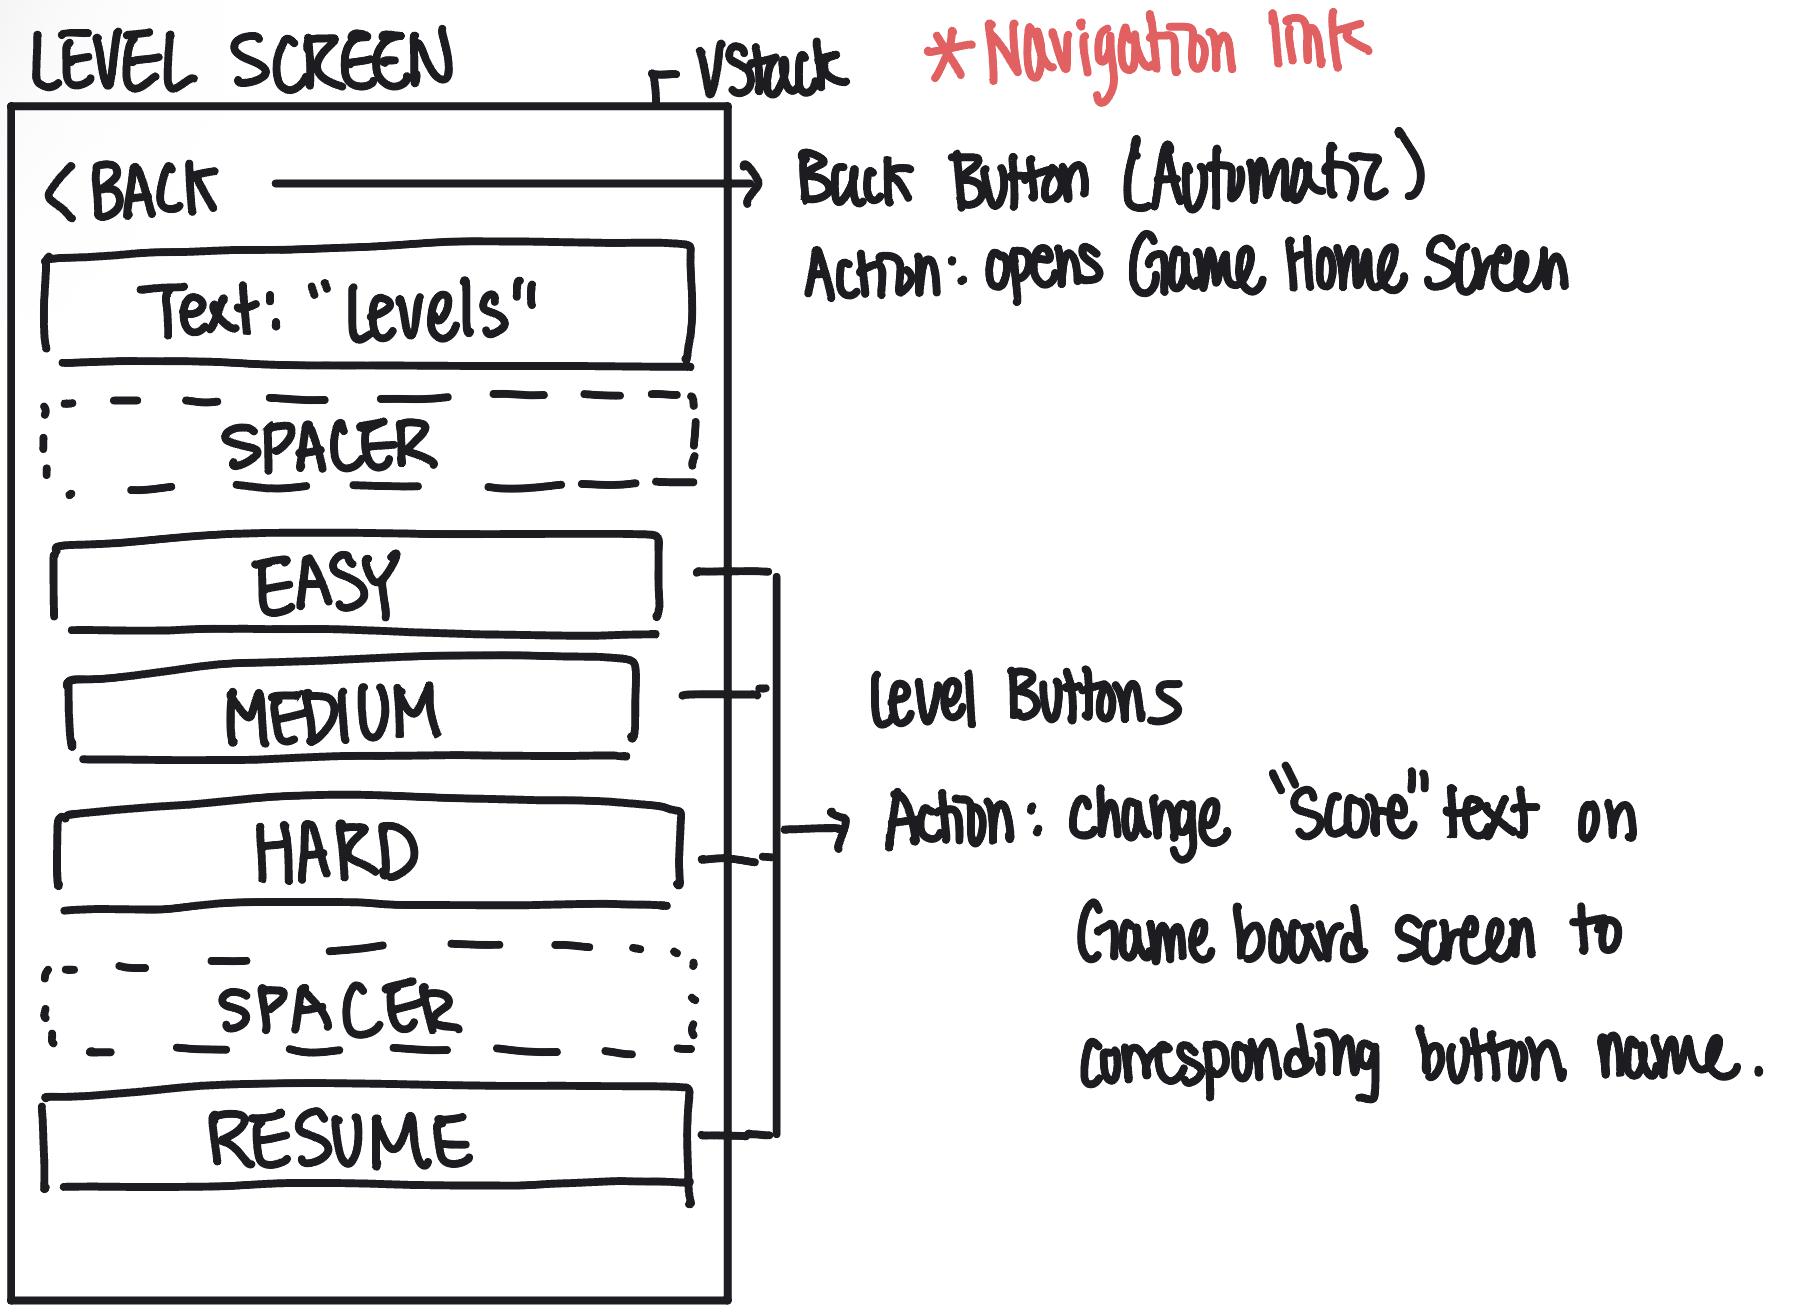 LEVEL SCREEN
VStack
*Navigation link
<BACK
Back Button (Automatic)
Action: opens Game Home Screen
Text: "Levels"
SPACER
EASY
MEDIUM
HARD
SPACER
RESUME
Level Buttons
Action: change "Score" text on
Game board screen to
corresponding button name.